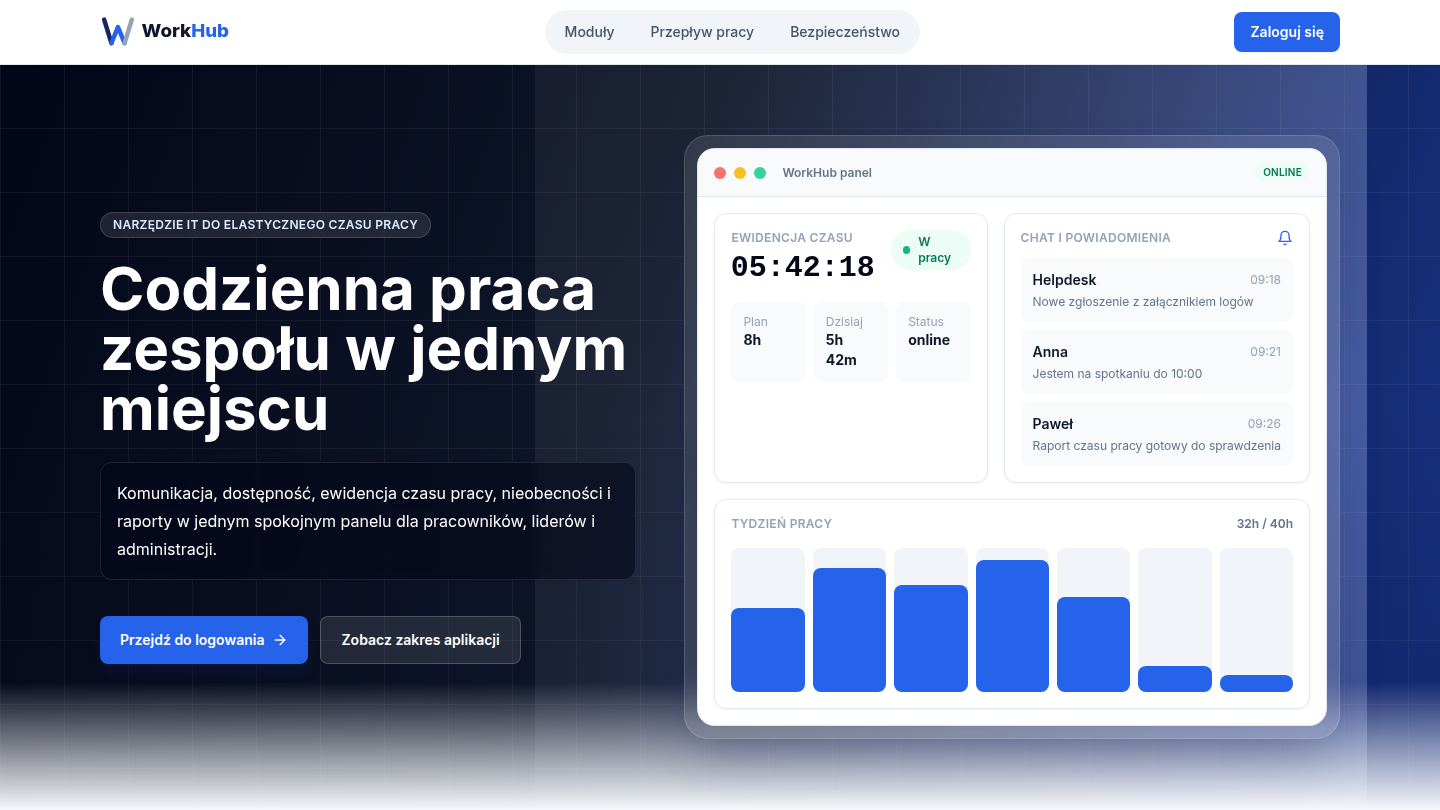 WorkHub
Moduły
Przepływ pracy
Bezpieczeństwo
Zaloguj się
NARZĘDZIE IT DO ELASTYCZNEGO CZASU PRACY
Codzienna praca
zespołu w jednym
miejscu
Komunikacja, dostępność, ewidencja czasu pracy, nieobecności i
raporty w jednym spokojnym panelu dla pracowników, liderów i
administracji.
Przejdź do logowania
Zobacz zakres aplikacji
WorkHub panel
ONLINE
EWIDENCJA CZASU
05:42:18
W
pracy
Plan
8h
Dzisiaj
5h
42m
Status
online
CHAT I POWIADOMIENIA
Helpdesk
09:18
Nowe zgłoszenie z załącznikiem logów
Anna
09:21
Jestem na spotkaniu do 10:00
Paweł
09:26
Raport czasu pracy gotowy do sprawdzenia
TYDZIEŃ PRACY
32h / 40h